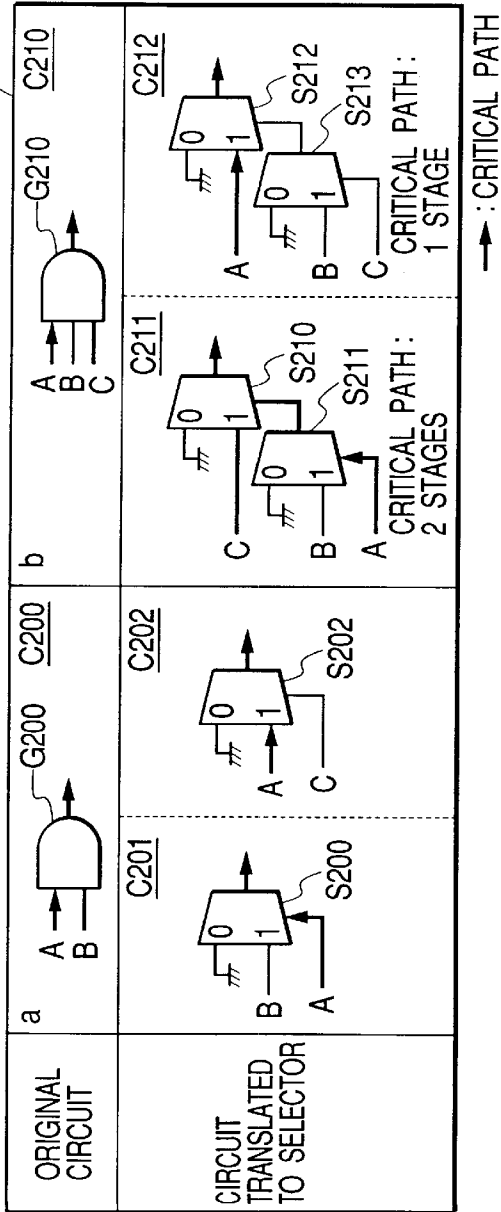 ORIGINAL
CIRCUIT
a
C200
G200
A
B
b
C210
G210
A
B
C
CIRCUIT
TRANSLATED
TO SELECTOR
C201
0
1
B
A
S200
C202
0
1
A
C
S202
C211
0
1
C
S210
0
1
B
A
S211
CRITICAL PATH :
2 STAGES
C212
0
1
A
S212
0
1
B
C
S213
CRITICAL PATH :
1 STAGE
: CRITICAL PATH